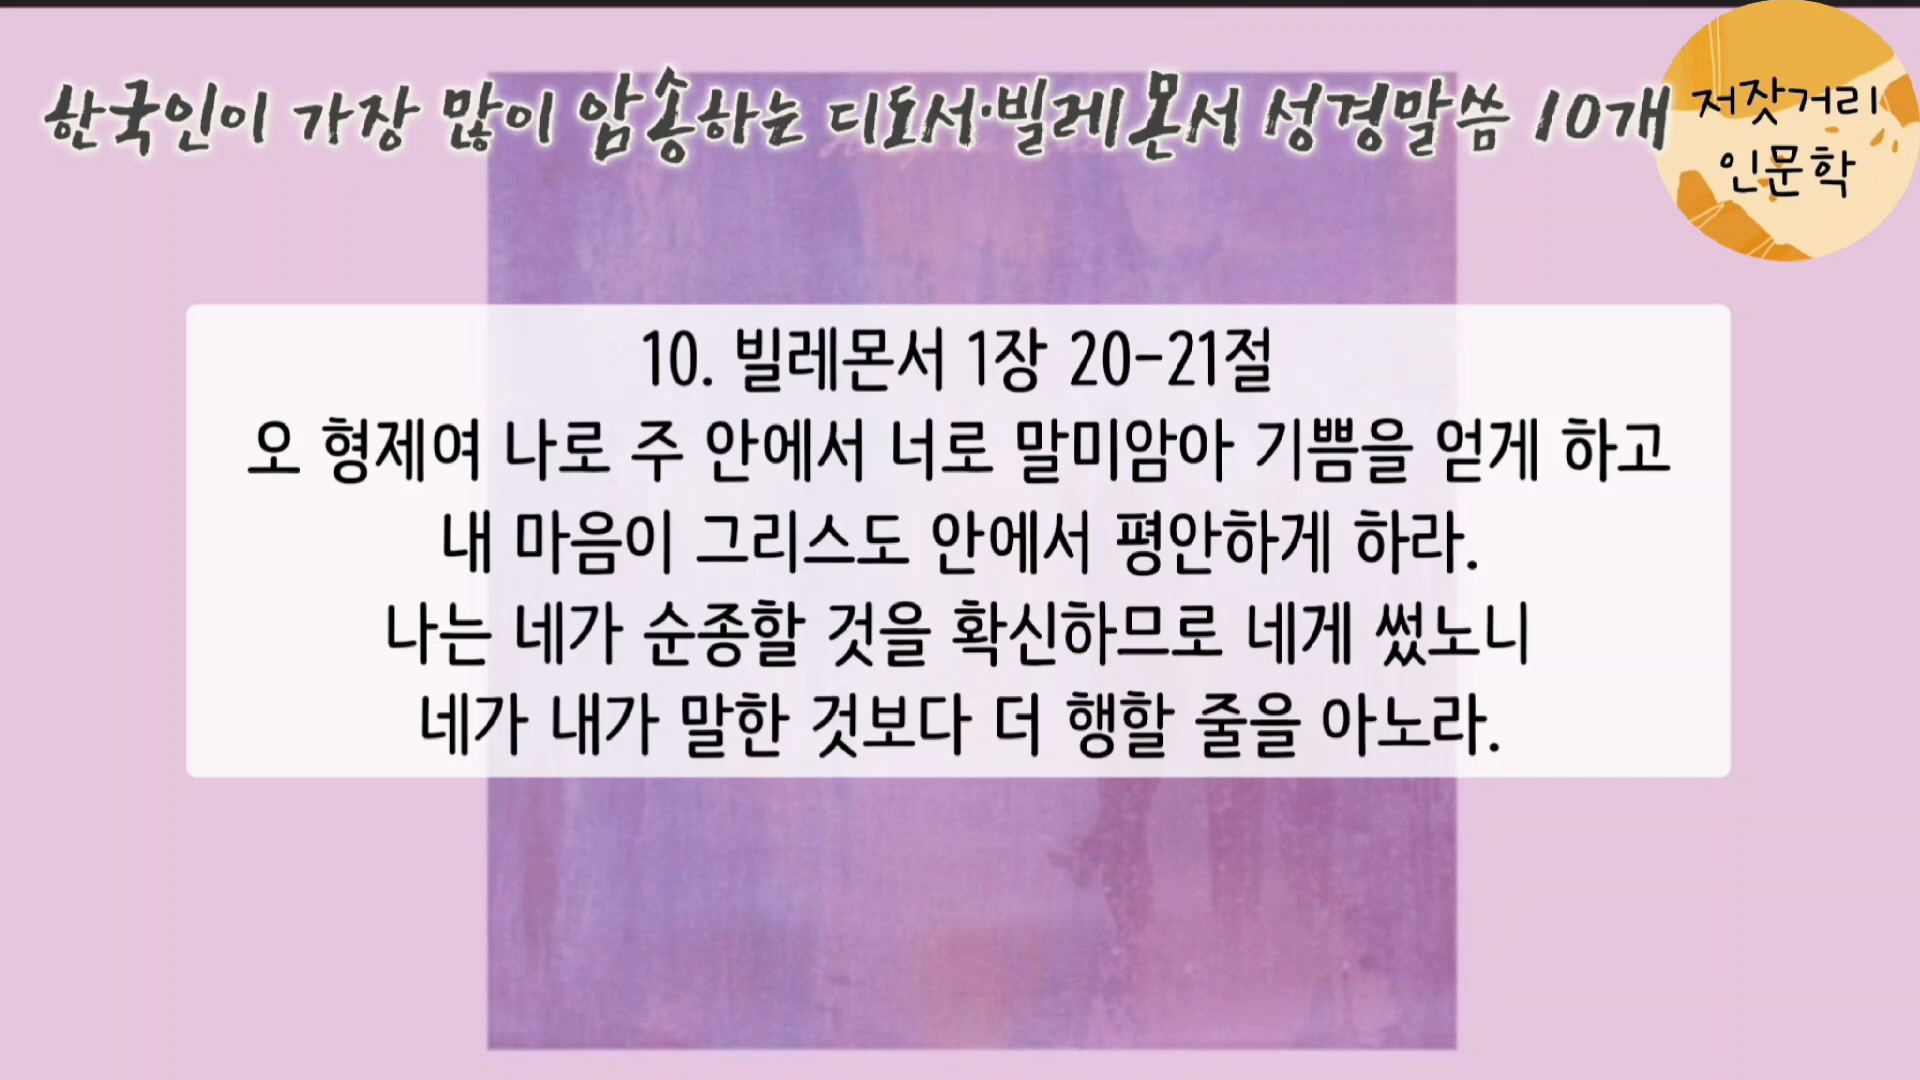 한국인이 가장 많이 암송하는 디도서·빌레몬서 성경말씀 10개
저잣거리
인문학
10. 빌레몬서 1장 20-21절
오 형제여 나로 주 안에서 너로 말미암아 기쁨을 얻게 하고
내 마음이 그리스도 안에서 평안하게 하라.
나는 네가 순종할 것을 확신하므로 네게 썼노니
네가 내가 말한 것보다 더 행할 줄을 아노라.